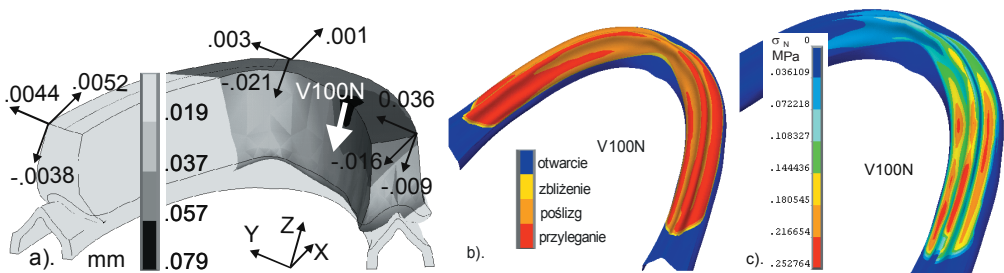 .003
.001
.0052
.0044
-.021
V100N
0.036
.019
-.016
.037
-.0038
-.009
.057
Z
Y
X
a).
mm
.079
V100N
otwarcie
zbliżenie
poślizg
przyleganie
b).
σN 0
MPa
.036109
.072218
.108327
.144436
.180545
.216654
.252764
V100N
c).